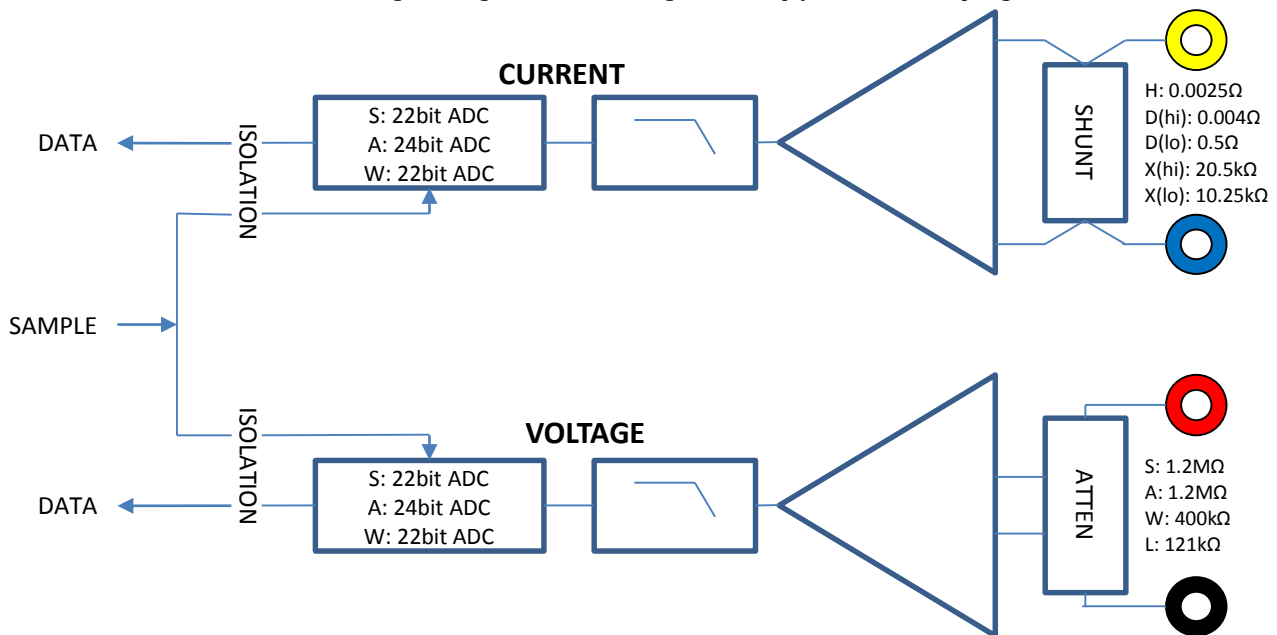 CURRENT
S: 22bit ADC
A: 24bit ADC
W: 22bit ADC
DATA
ISOLATION
SHUNT
H: 0.0025Ω
D(hi): 0.004Ω
D(lo): 0.5Ω
X(hi): 20.5kΩ
X(lo): 10.25kΩ
SAMPLE
VOLTAGE
S: 22bit ADC
A: 24bit ADC
W: 22bit ADC
DATA
ISOLATION
ATTEN
S: 1.2MΩ
A: 1.2MΩ
W: 400kΩ
L: 121kΩ